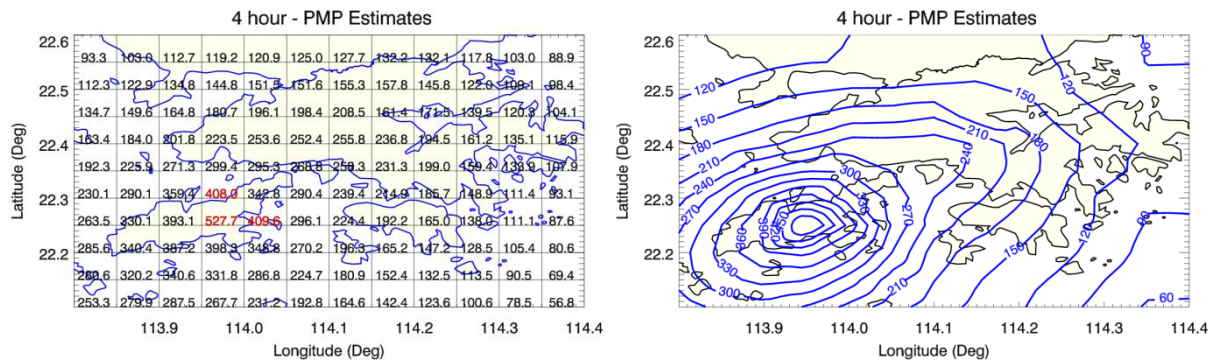 4 hour - PMP Estimates
22.6
93.3 103.0 112.7 119.2 120.9 125.0 127.7 132.2 132.1 117.8 103.0 88.9
112.3 122.9 134.8 144.8 151.5 151.6 155.3 157.8 145.8 122.0 109.1 98.4
22.5
134.7 149.6 164.8 180.7 196.1 198.4 208.5 161.4 171.5 139.5 120.8 104.1
163.4 184.0 201.8 223.5 253.6 252.4 255.8 236.8 194.5 161.2 135.1 115.9
22.4
192.3 225.9 271.3 299.4 295.3 231.3 199.0 159.4 138.9 107.9
230.1 290.1 359.4 408.0 342.8 290.4 239.4 214.9 185.7 148.9 111.4 93.1
22.3
263.5 330.1 393.1 527.7 409.6 296.1 224.4 192.2 165.0 138.0 111.1 87.6
285.6 340.4 387.2 398.3 348.8 270.2 196.3 165.2 147.2 128.5 105.4 80.6
22.2
280.6 320.2 340.6 331.8 286.8 224.7 180.9 152.4 132.5 113.5 90.5 69.4
253.3 279.9 287.5 267.7 231.2 192.8 164.6 142.4 123.6 100.6 78.5 56.8
113.9 114.0 114.1 114.2 114.3 114.4
Longitude (Deg)
Latitude (Deg)
4 hour - PMP Estimates
22.6
22.5
22.4
22.3
22.2
120
150
180
210
240
270
120
90
150
210
180
240
300
270
390
360
330
300
210
150
120
90
60
113.9 114.0 114.1 114.2 114.3 114.4
Longitude (Deg)
Latitude (Deg)